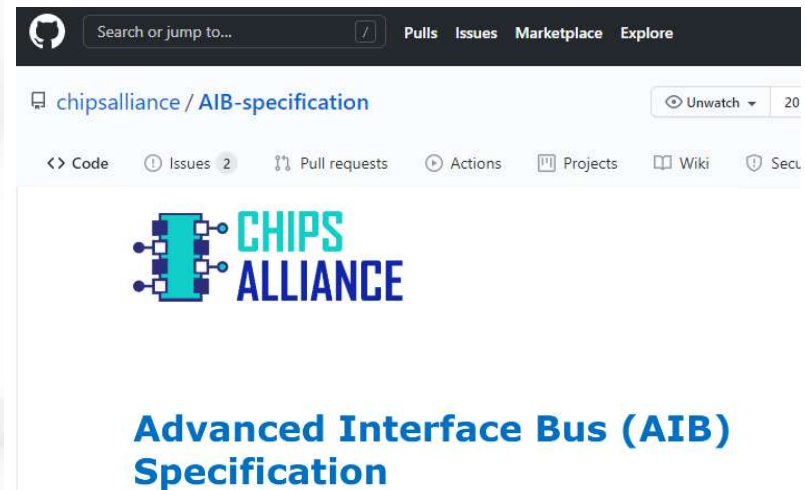 Search or jump to... / Pulls Issues Marketplace Explore
chipsalliance / AIB-specification Unwatch 20
<> Code Issues 2 Pull requests Actions Projects Wiki Secu
CHIPS
ALLIANCE
Advanced Interface Bus (AIB)
Specification